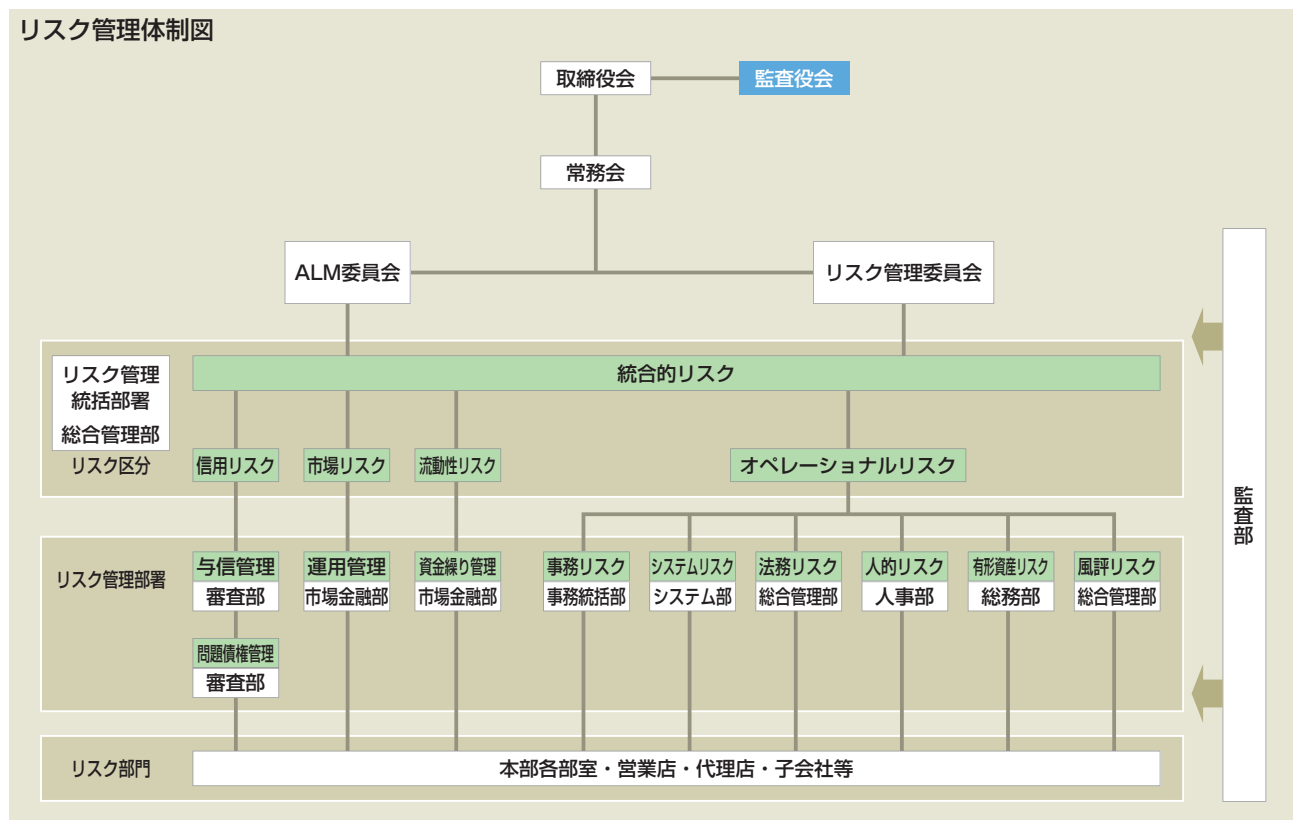 リスク管理体制図
取締役会
監査役会
常務会
ALM委員会
リスク管理委員会
リスク管理
統括部署
総合管理部
統合的リスク
リスク区分
信用リスク
市場リスク
流動性リスク
オペレーショナルリスク
リスク管理部署
与信管理
審査部
運用管理
市場金融部
資金繰り管理
市場金融部
事務リスク
事務統括部
システムリスク
システム部
法務リスク
総合管理部
人的リスク
人事部
有形資産リスク
総務部
風評リスク
総合管理部
問題債権管理
審査部
リスク部門
本部各部室・営業店・代理店・子会社等
監査部